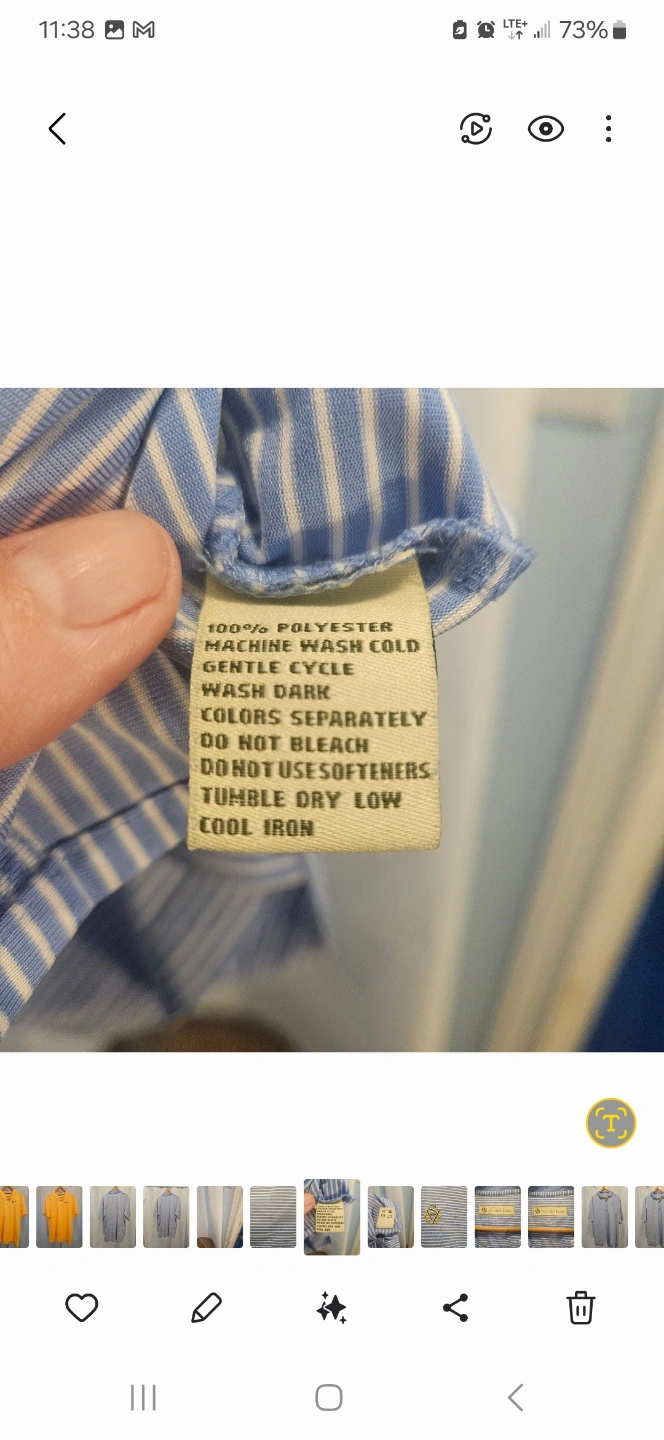 11:38
LTE+
73%
100% POLYESTER
MACHINE WASH COLD
GENTLE CYCLE
WASH DARK
COLORS SEPARATELY
DO NOT BLEACH
DO NOT USE SOFTENERS
TUMBLE DRY LOW
COOL IRON
T